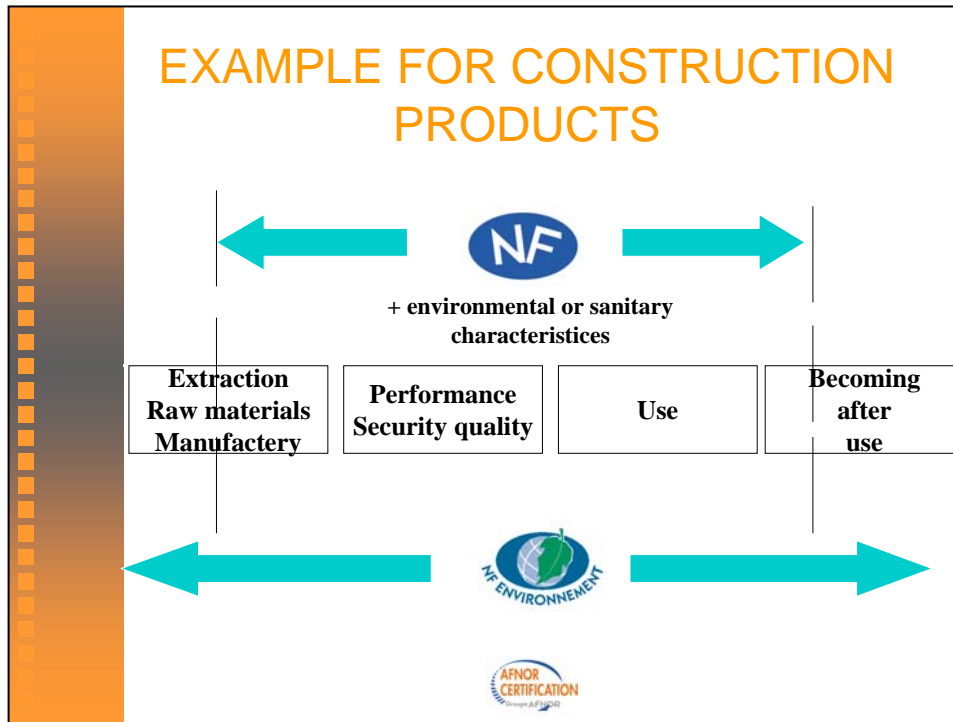 EXAMPLE FOR CONSTRUCTION
PRODUCTS
NF
+ environmental or sanitary
characteristices
Extraction
Raw materials
Manufactery
Performance
Security quality
Use
Becoming
after
use
NF ENVIRONNEMENT
AFNOR
CERTIFICATION
Groupe AFNOR